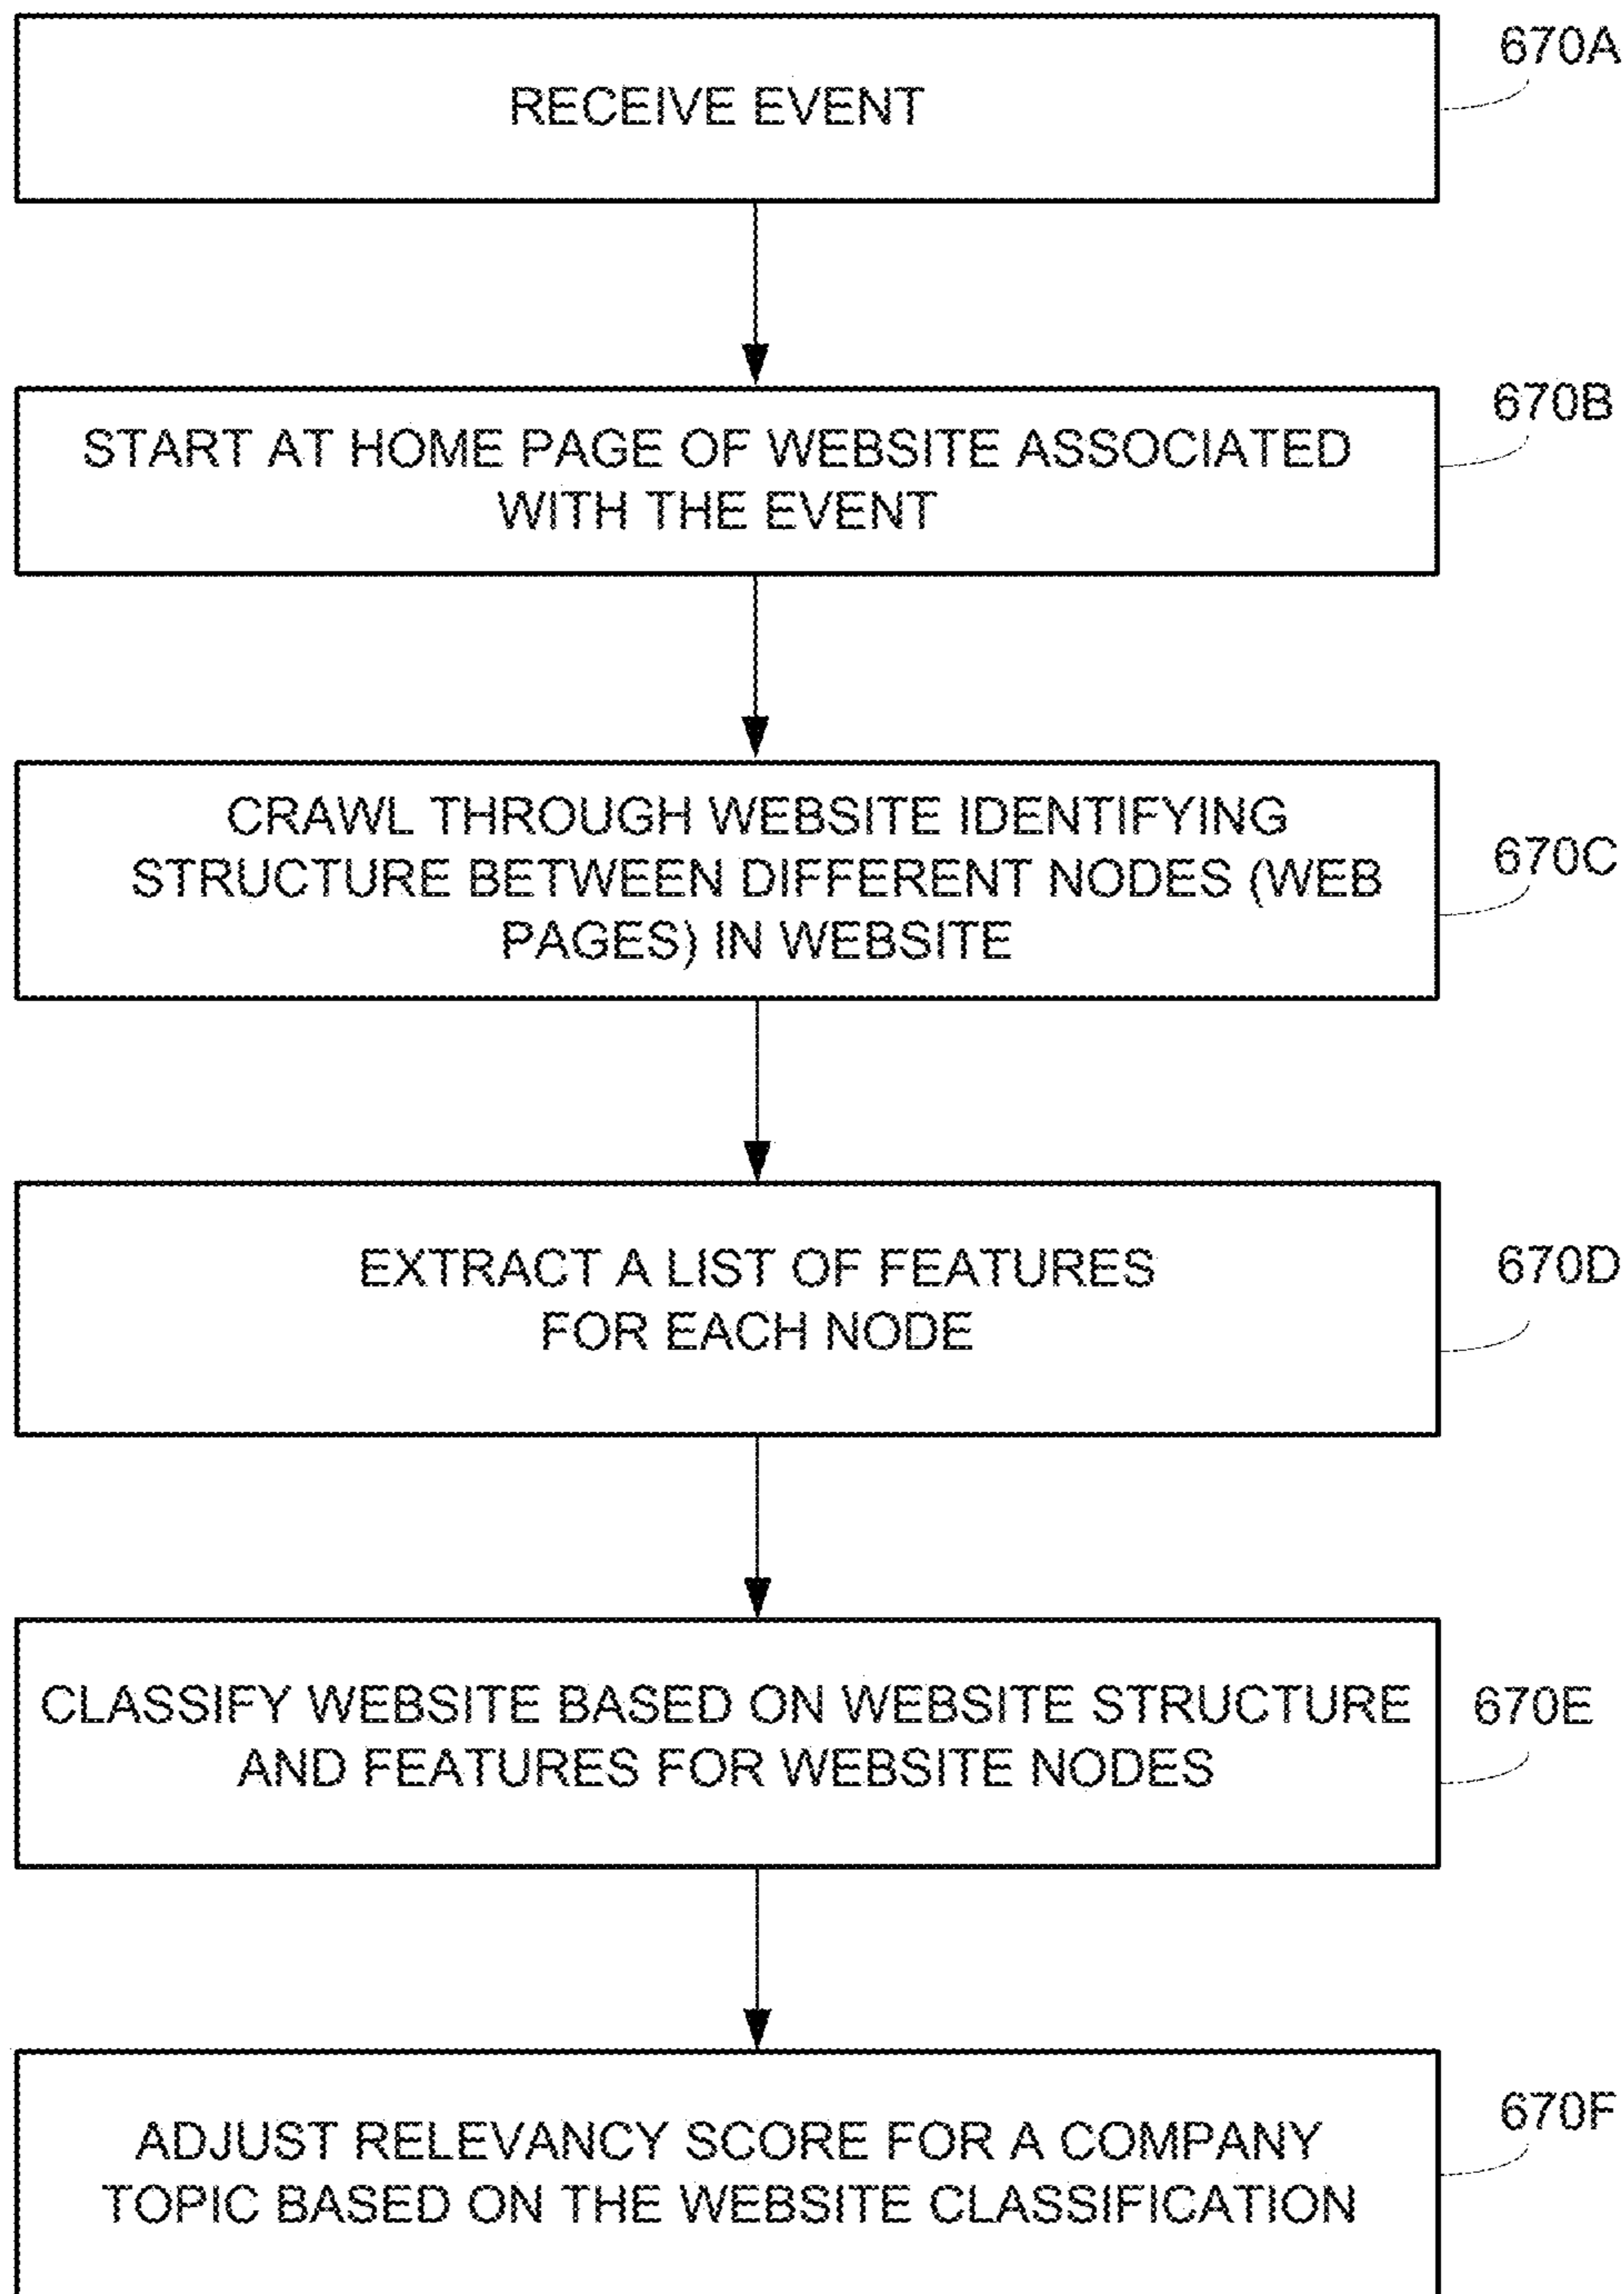 670A
RECEIVE EVENT
670B
START AT HOME PAGE OF WEBSITE ASSOCIATED
WITH THE EVENT
CRAWL THROUGH WEBSITE IDENTIFYING
STRUCTURE BETWEEN DIFFERENT NODES (WEB
PAGES) IN WEBSITE
670C
EXTRACT A LIST OF FEATURES
FOR EACH NODE
670D
CLASSIFY WEBSITE BASED ON WEBSITE STRUCTURE
AND FEATURES FOR WEBSITE NODES
670E
ADJUST RELEVANCY SCORE FOR A COMPANY
TOPIC BASED ON THE WEBSITE CLASSIFICATION
670F